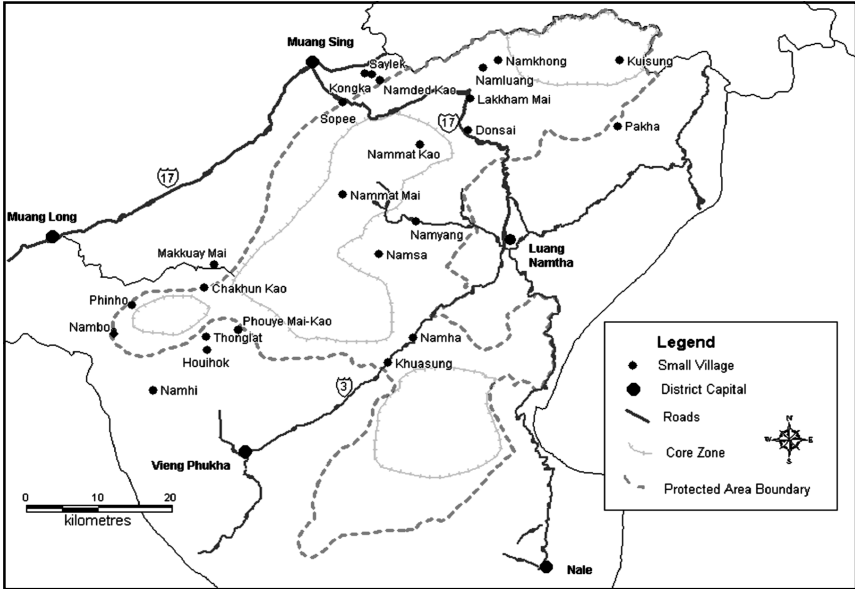 Muang Sing
Saylek
Kongka
Namded-Kao
Sopee
Namkhong
Namluang
Kuisung
Lakkham Mai
17
Donsai
Pakha
Nammat Kao
17
Nammat Mai
Muang Long
Namyang
Luang
Namtha
Makkuay Mai
Namsa
Chakhun Kao
Phinho
Nambo
Phouye Mai-Kao
Thonglat
Houihok
Namha
Khuasung
Namhi
3
Vieng Phukha
Nale
0 10 20
kilometres
Legend
Small Village
District Capital
Roads
Core Zone
Protected Area Boundary
N
W E
S